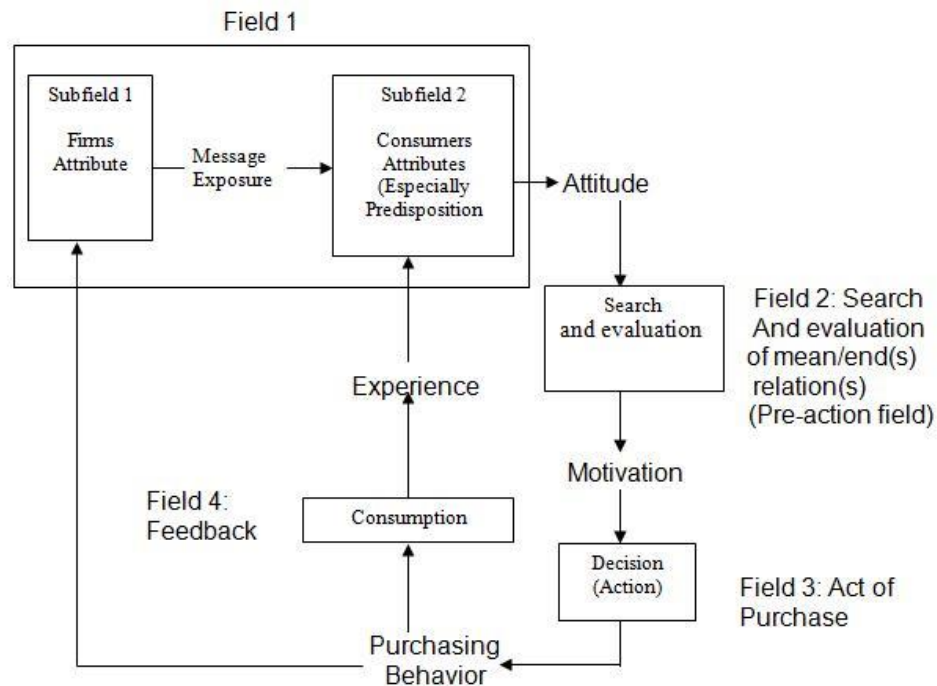 Field 1
Subfield 1
Firms
Attribute
Message
Exposure
Subfield 2
Consumers
Attributes
(Especially
Predisposition
Attitude
Search
and evaluation
Field 2: Search
And evaluation
of mean/end(s)
relation(s)
(Pre-action field)
Experience
Motivation
Field 4:
Feedback
Consumption
Decision
(Action)
Field 3: Act of
Purchase
Purchasing
Behavior